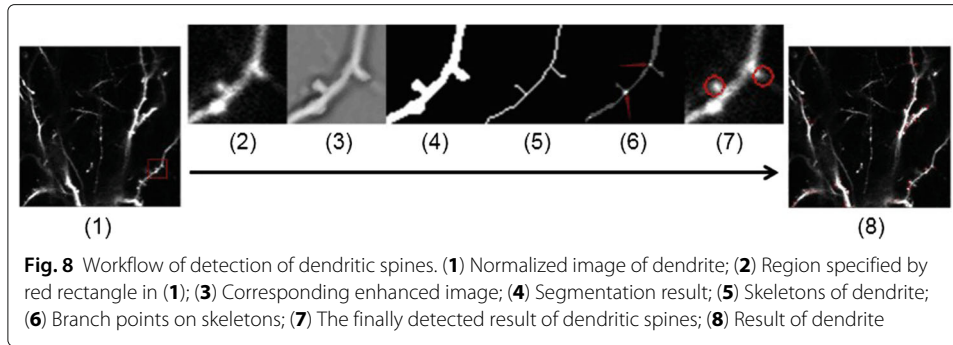 (2) (3) (4) (5) (6) (7)
(1) (8)
Fig. 8 Workflow of detection of dendritic spines. (1) Normalized image of dendrite; (2) Region specified by
red rectangle in (1); (3) Corresponding enhanced image; (4) Segmentation result; (5) Skeletons of dendrite;
(6) Branch points on skeletons; (7) The finally detected result of dendritic spines; (8) Result of dendrite